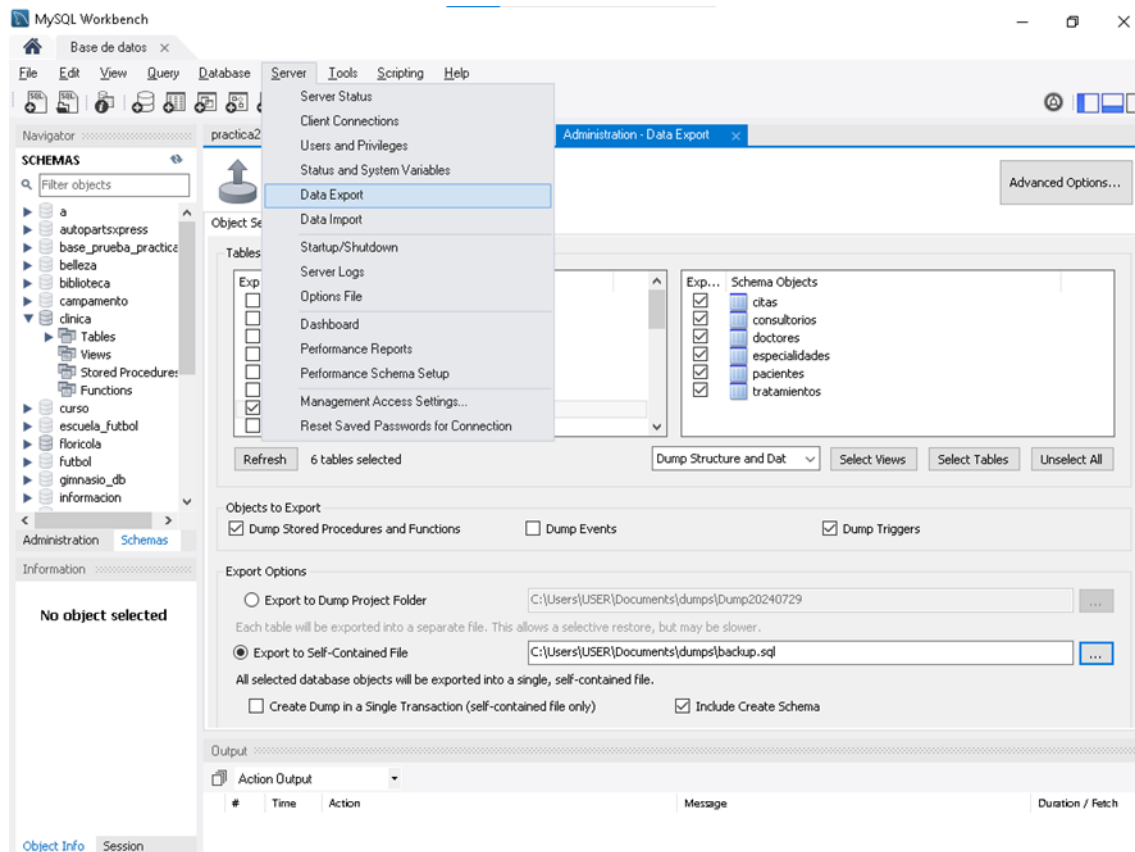 MySQL Workbench
Base de datos
File Edit View Query Database Server Tools Scripting Help
Server Status
Client Connections
Users and Privileges
Status and System Variables
Data Export
Data Import
Startup/Shutdown
Server Logs
Options File
Dashboard
Performance Reports
Performance Schema Setup
Management Access Settings...
Reset Saved Passwords for Connection
Navigator
SCHEMAS
Filter objects
a
autopartsxpress
base_prueba_practica
belleza
biblioteca
campamento
clinica
Tables
Views
Stored Procedures
Functions
curso
escuela_futbol
floricola
futbol
gimnasio_db
informacion
Administration Schemas
Information
No object selected
Object Info Session
practica2
Administration - Data Export
Advanced Options...
Object Se
Tables
Exp
Exp... Schema Objects
citas
consultorios
doctores
especialidades
pacientes
tratamientos
Refresh 6 tables selected Dump Structure and Dat Select Views Select Tables Unselect All
Objects to Export
Dump Stored Procedures and Functions Dump Events Dump Triggers
Export Options
Export to Dump Project Folder C:\Users\USER\Documents\dumps\Dump20240729 ...
Each table will be exported into a separate file. This allows a selective restore, but may be slower.
Export to Self-Contained File C:\Users\USER\Documents\dumps\backup.sql ...
All selected database objects will be exported into a single, self-contained file.
Create Dump in a Single Transaction (self-contained file only) Include Create Schema
Output
Action Output
# Time Action Message Duration / Fetch